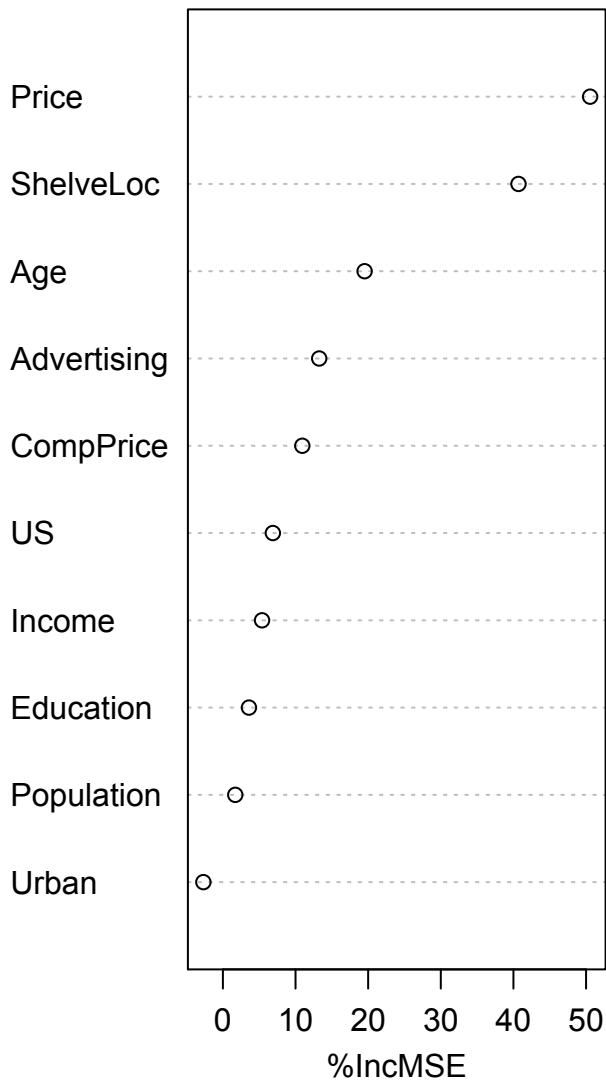 Price
ShelveLoc
Age
Advertising
CompPrice
US
Income
Education
Population
Urban
0 10 20 30 40 50
%IncMSE